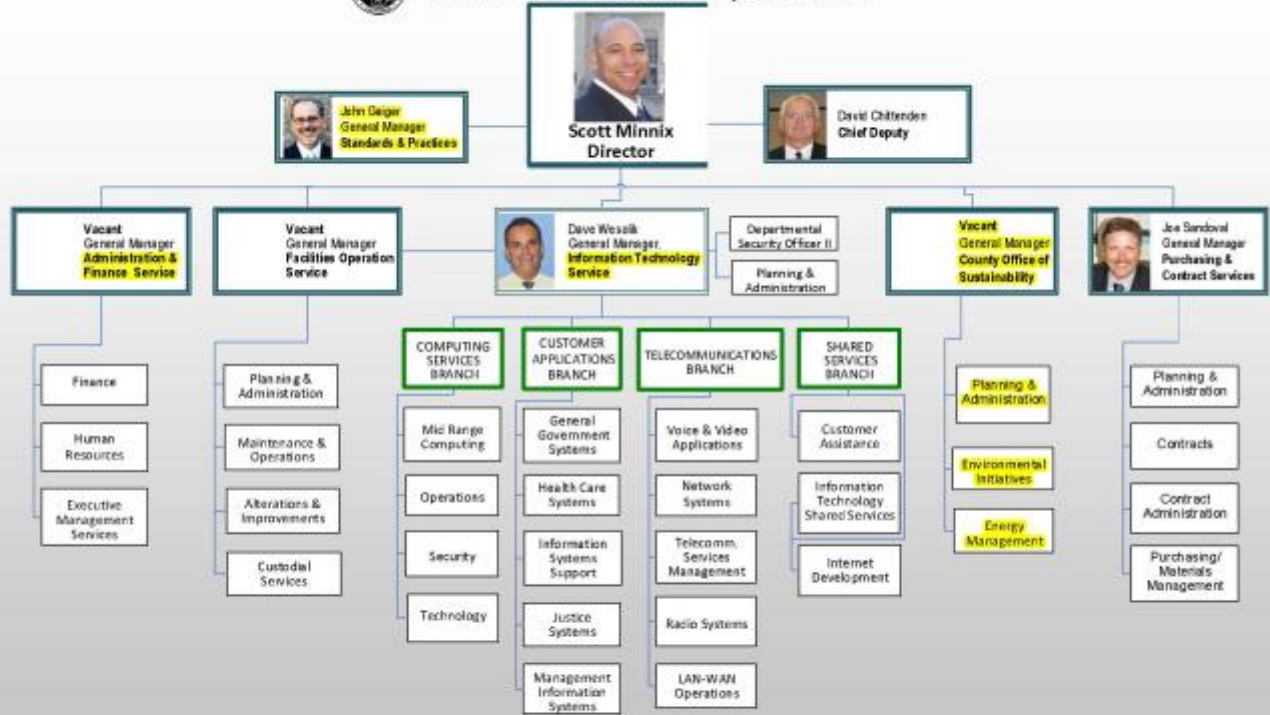 Scott Minnix
Director
John Geiger
General Manager
Standards & Practices
David Chittenden
Chief Deputy
Vacant
General Manager
Administration &
Finance Service
Vacant
General Manager
Facilities Operation
Service
Dave Wesolik
General Manager,
Information Technology
Service
Departmental
Security Officer II
Planning &
Administration
Vacant
General Manager
County Office of
Sustainability
Joe Sandoval
General Manager
Purchasing &
Contract Services
Finance
Human
Resources
Executive
Management
Services
Planning &
Administration
Maintenance &
Operations
Alterations &
Improvements
Custodial
Services
COMPUTING
SERVICES
BRANCH
Mid Range
Computing
Operations
Security
Technology
CUSTOMER
APPLICATIONS
BRANCH
General
Government
Systems
Health Care
Systems
Information
Systems
Support
Justice
Systems
Management
Information
Systems
TELECOMMUNICATIONS
BRANCH
Voice & Video
Applications
Network
Systems
Telecomm.
Services
Management
Radio Systems
LAN-WAN
Operations
SHARED
SERVICES
BRANCH
Customer
Assistance
Information
Technology
Shared Services
Internet
Development
Planning &
Administration
Environmental
Initiatives
Energy
Management
Planning &
Administration
Contracts
Contract
Administration
Purchasing/
Materials
Management